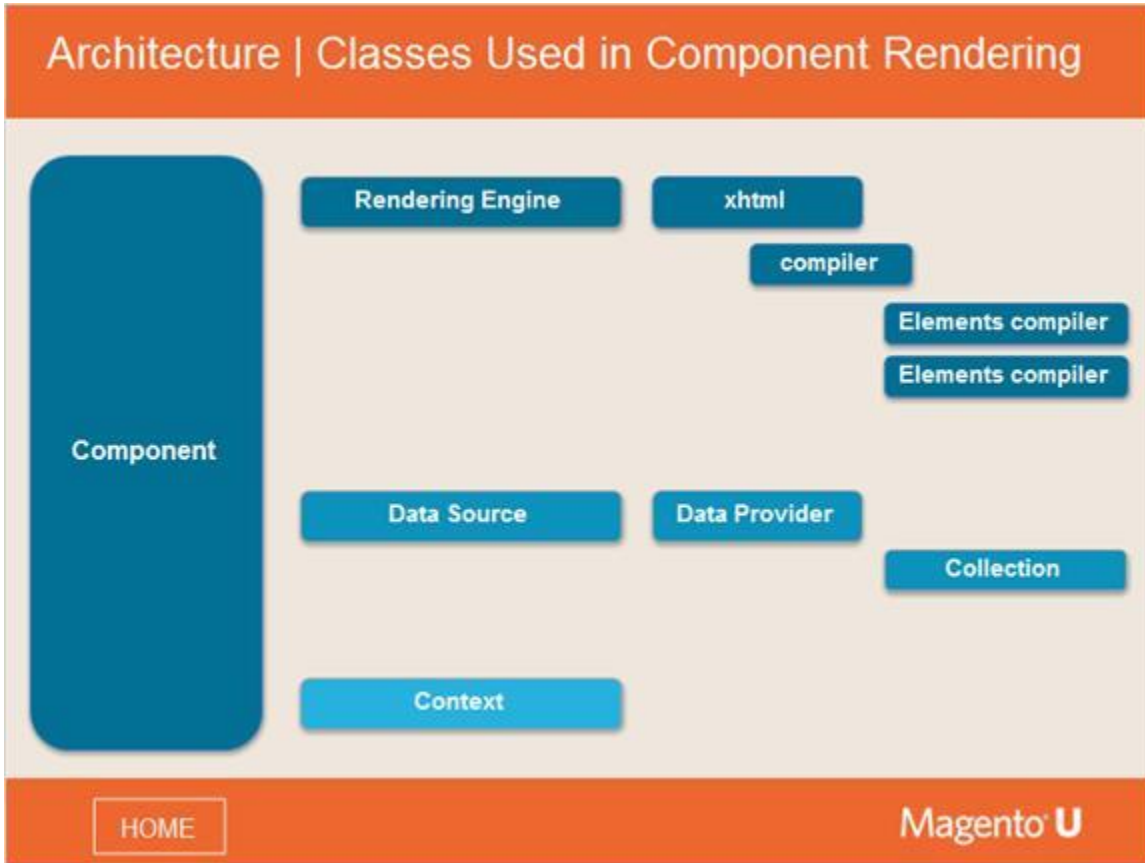 Architecture | Classes Used in Component Rendering
Component
Rendering Engine
xhtml
compiler
Elements compiler
Elements compiler
Data Source
Data Provider
Collection
Context
HOME
Magento U